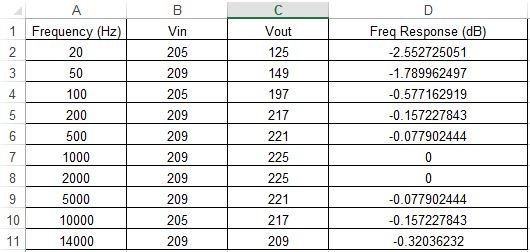 A B C D
1 Frequency (Hz) Vin Vout Freq Response (dB)
2 20 205 125 -2.552725051
3 50 209 149 -1.789962497
4 100 205 197 -0.577162919
5 200 209 217 -0.157227843
6 500 209 221 -0.077902444
7 1000 209 225 0
8 2000 209 225 0
9 5000 209 221 -0.077902444
10 10000 205 217 -0.157227843
11 14000 209 209 -0.32036232